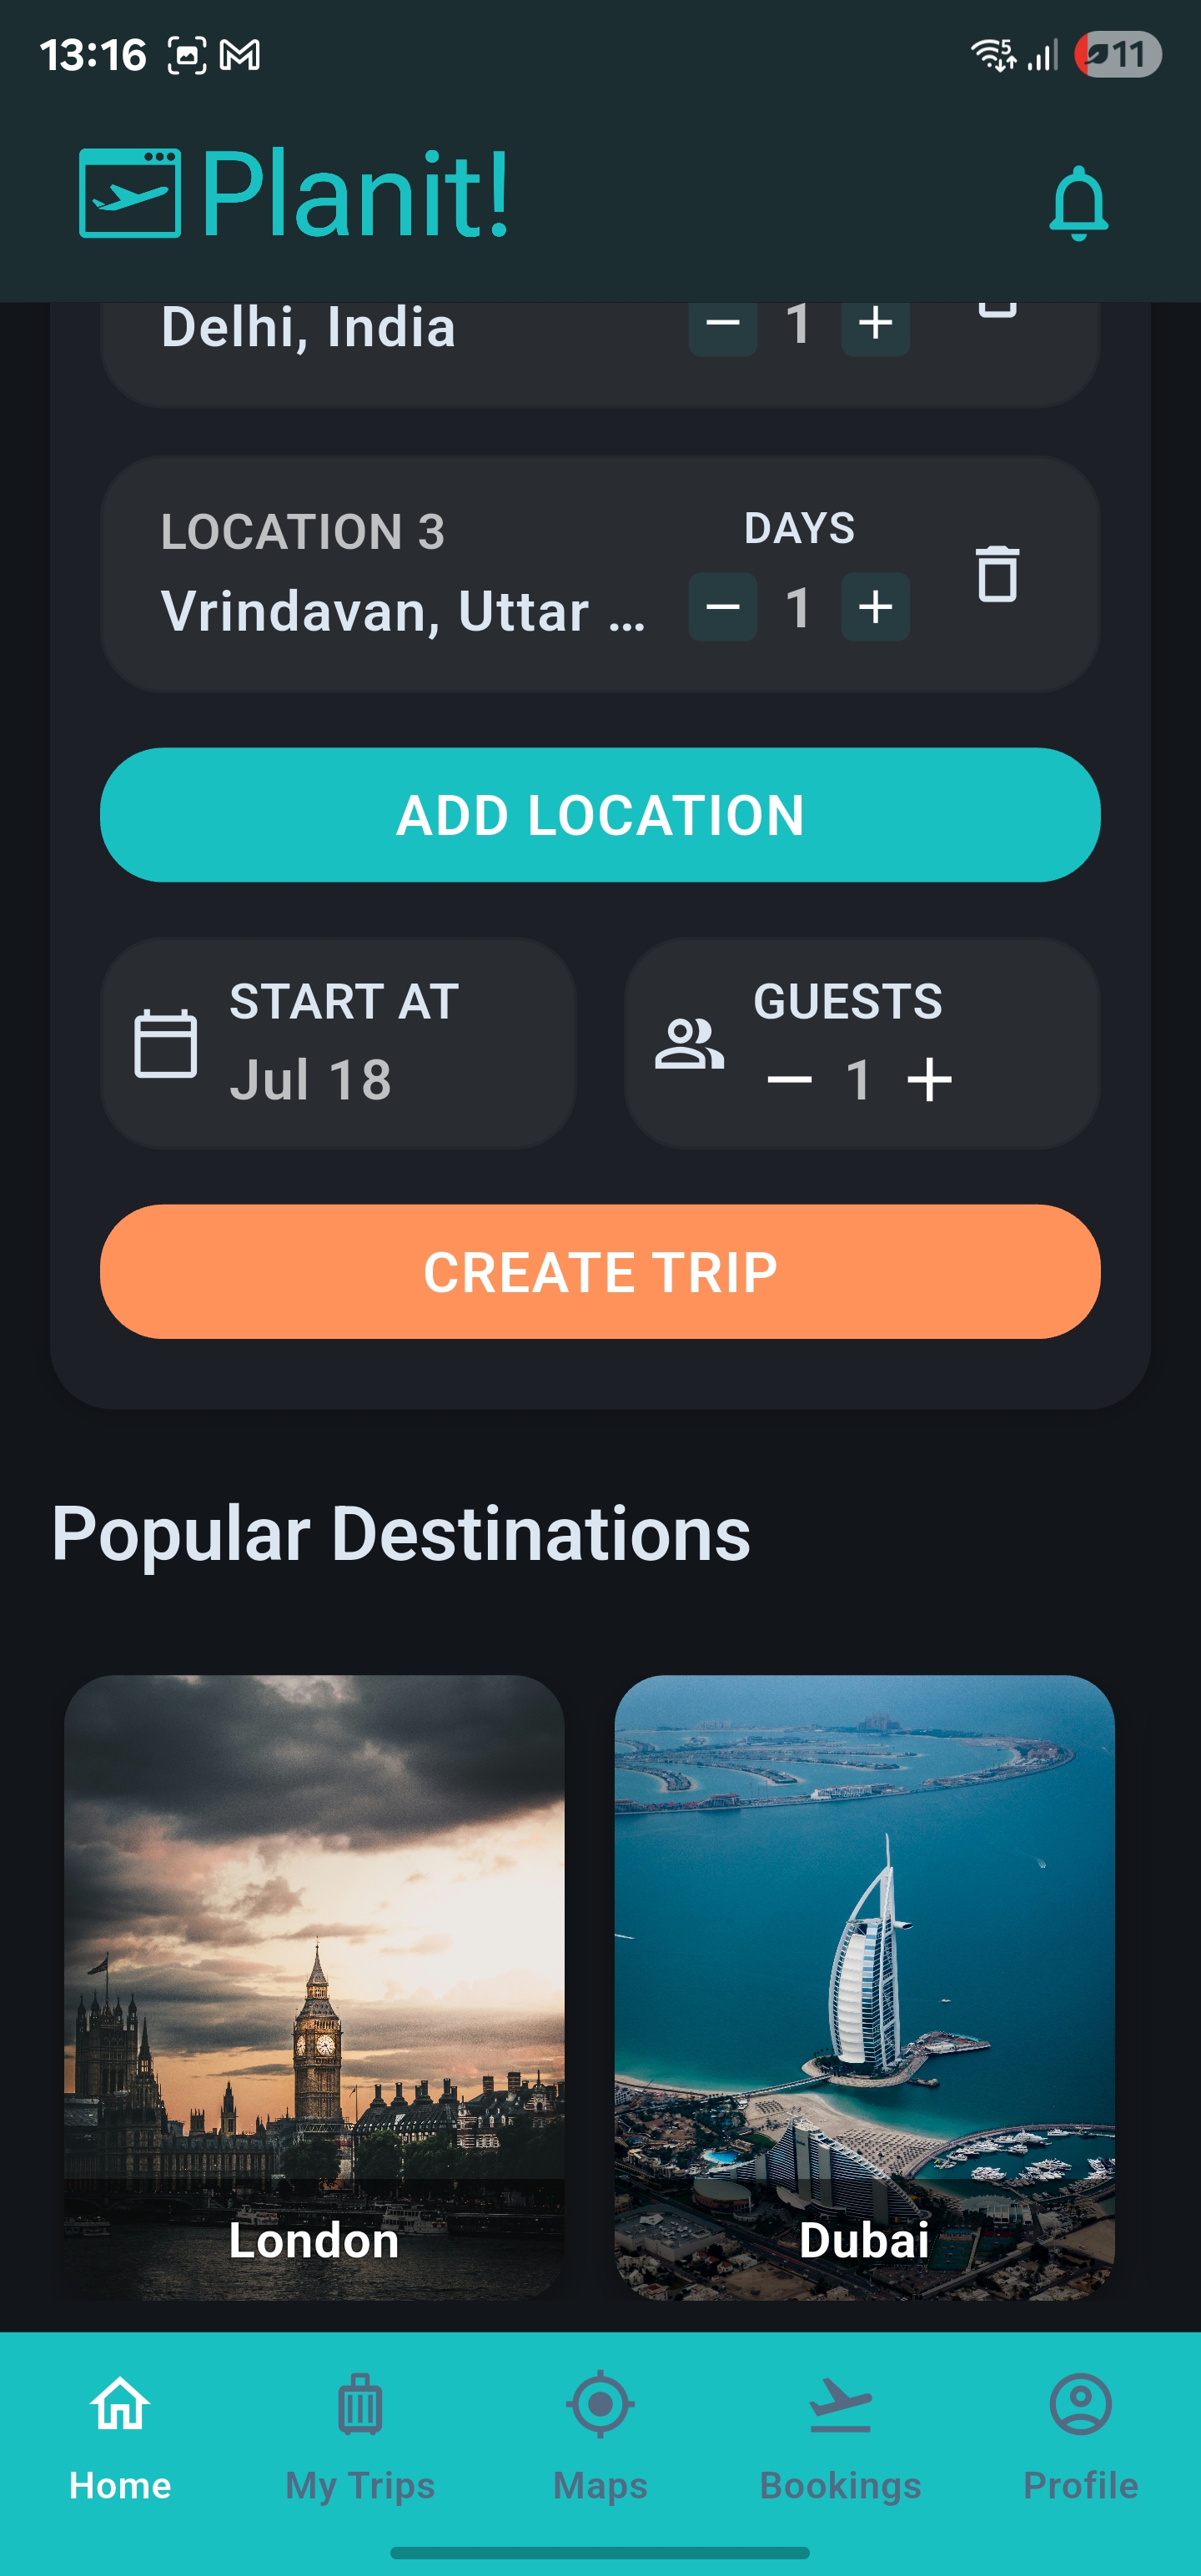 13:16
5
11
Planit!
Delhi, India
− 1 +
LOCATION 3
DAYS
Vrindavan, Uttar ...
− 1 +
ADD LOCATION
START AT
Jul 18
GUESTS
− 1 +
CREATE TRIP
Popular Destinations
London
Dubai
Home
My Trips
Maps
Bookings
Profile